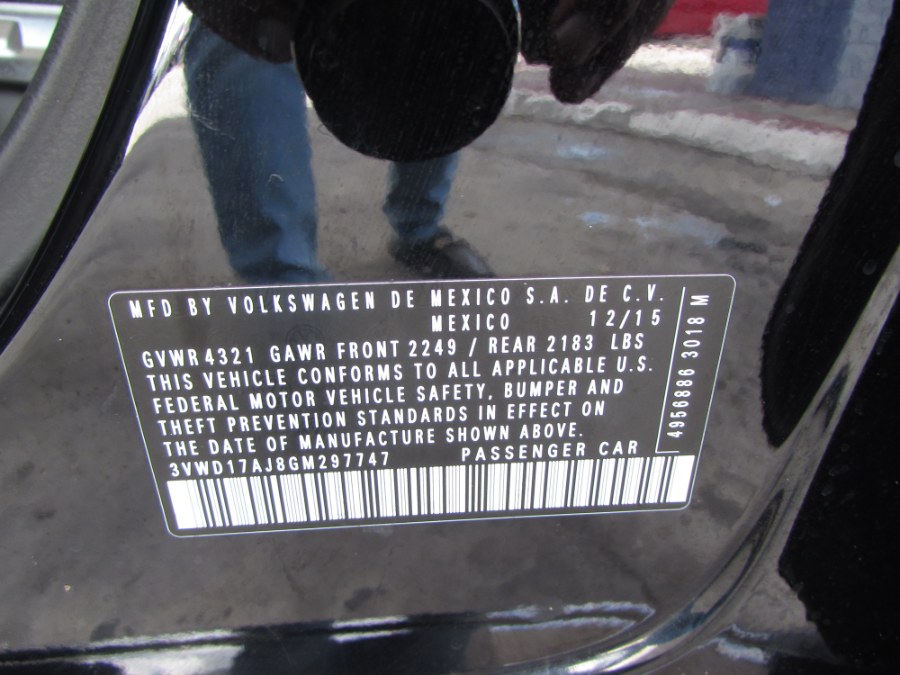 MFD BY VOLKSWAGEN DE MEXICO S.A. DE C.V.
MEXICO 12/15
GVWR 4321 GAWR FRONT 2249 / REAR 2183 LBS
THIS VEHICLE CONFORMS TO ALL APPLICABLE U.S.
FEDERAL MOTOR VEHICLE SAFETY, BUMPER AND
THEFT PREVENTION STANDARDS IN EFFECT ON
THE DATE OF MANUFACTURE SHOWN ABOVE.
3VWD17AJ8GM297747 PASSENGER CAR
4956886 3018 M